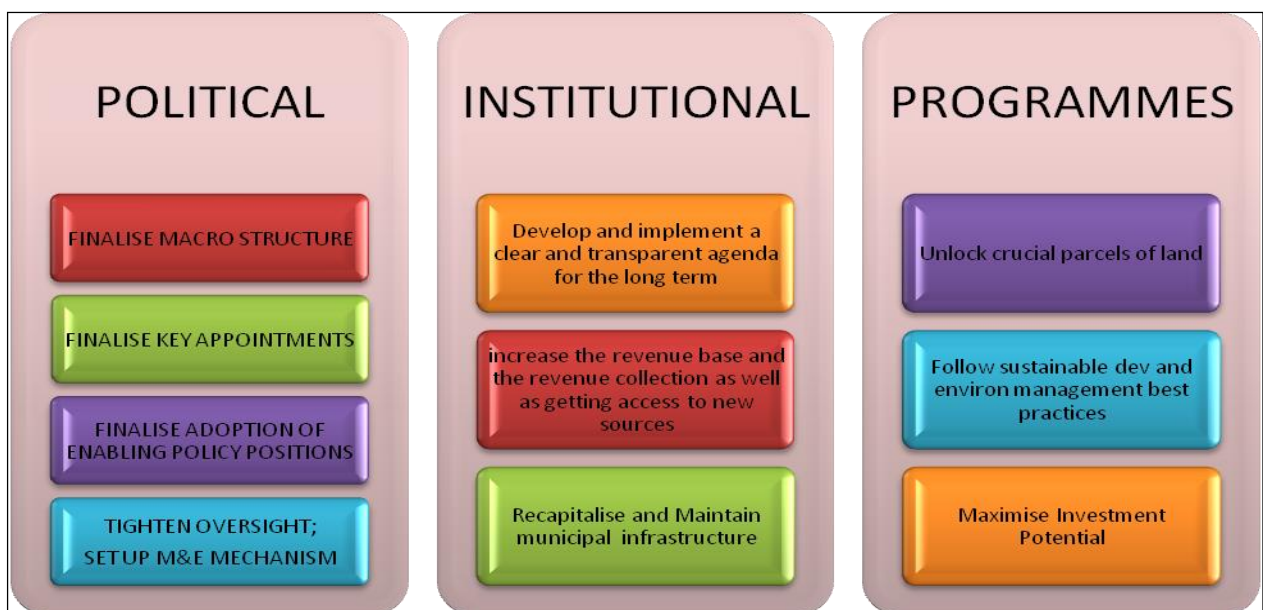 POLITICAL
FINALISE MACRO STRUCTURE
FINALISE KEY APPOINTMENTS
FINALISE ADOPTION OF
ENABLING POLICY POSITIONS
TIGHTEN OVERSIGHT;
SET UP M&E MECHANISM
INSTITUTIONAL
Develop and implement a
clear and transparent agenda
for the long term
increase the revenue base and
the revenue collection as well
as getting access to new
sources
Recapitalise and Maintain
municipal infrastructure
PROGRAMMES
Unlock crucial parcels of land
Follow sustainable dev and
environ management best
practices
Maximise Investment
Potential